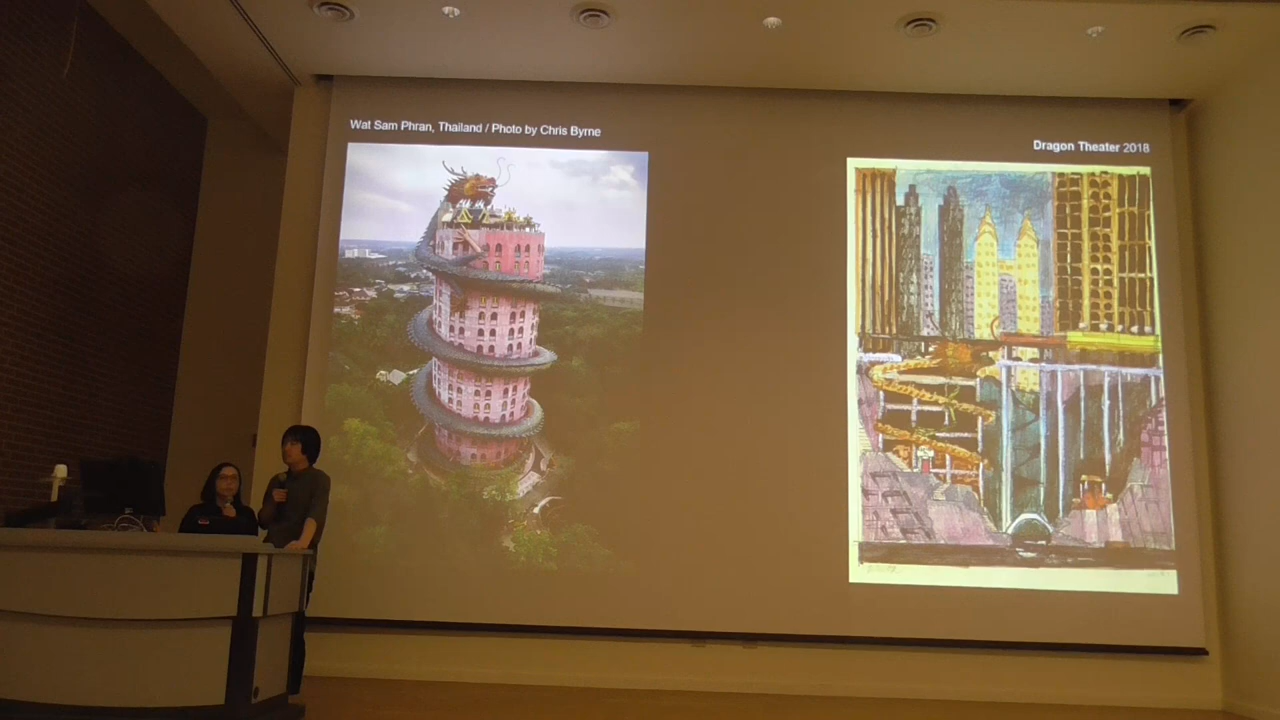 Wat Sam Phran, Thailand / Photo by Chris Byrne
Dragon Theater 2018